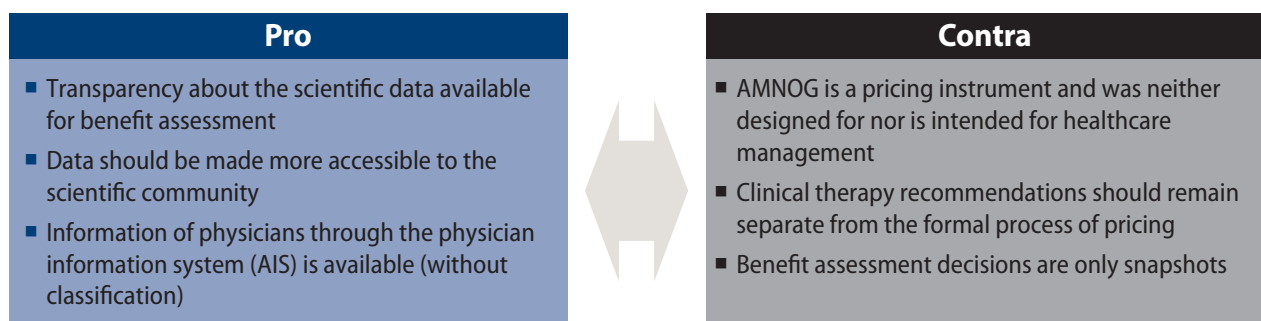 Pro
■ Transparency about the scientific data available
for benefit assessment
■ Data should be made more accessible to the
scientific community
■ Information of physicians through the physician
information system (AIS) is available (without
classification)
Contra
■ AMNOG is a pricing instrument and was neither
designed for nor is intended for healthcare
management
■ Clinical therapy recommendations should remain
separate from the formal process of pricing
■ Benefit assessment decisions are only snapshots